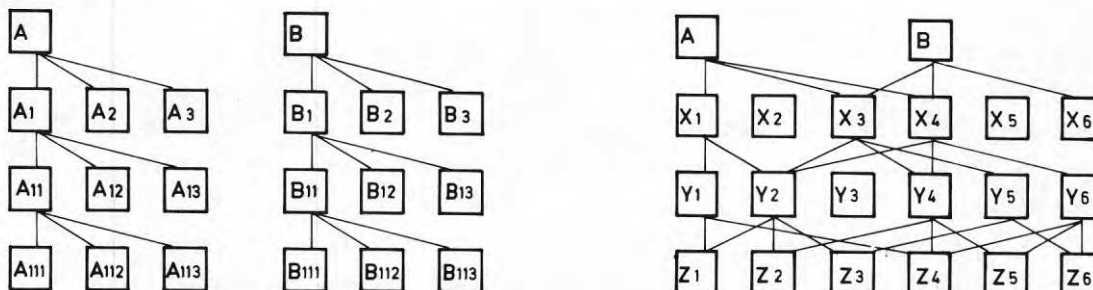 A B A B
A1 A2 A3 B1 B2 B3 X1 X2 X3 X4 X5 X6
A11 A12 A13 B11 B12 B13 Y1 Y2 Y3 Y4 Y5 Y6
A111 A112 A113 B111 B112 B113 Z1 Z2 Z3 Z4 Z5 Z6